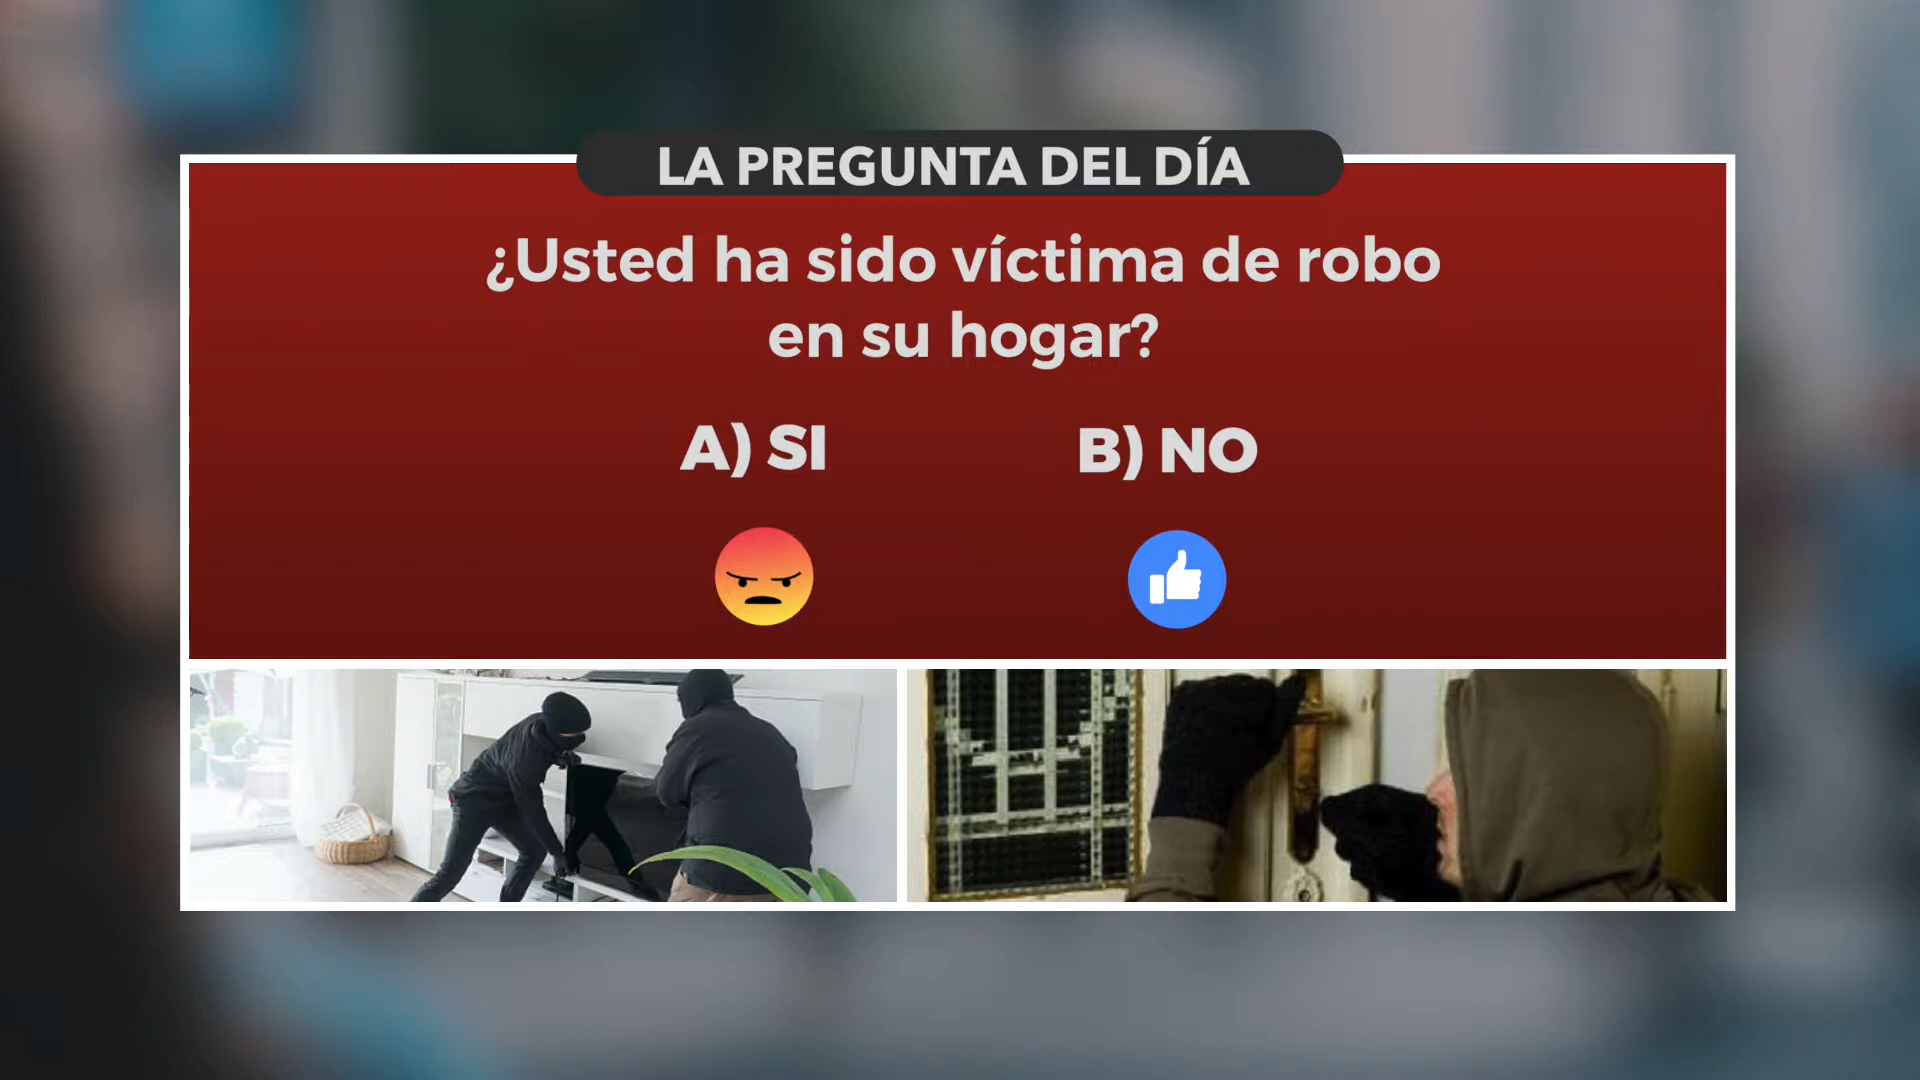 LA PREGUNTA DEL DÍA
¿Usted ha sido víctima de robo
en su hogar?
A) SI
B) NO